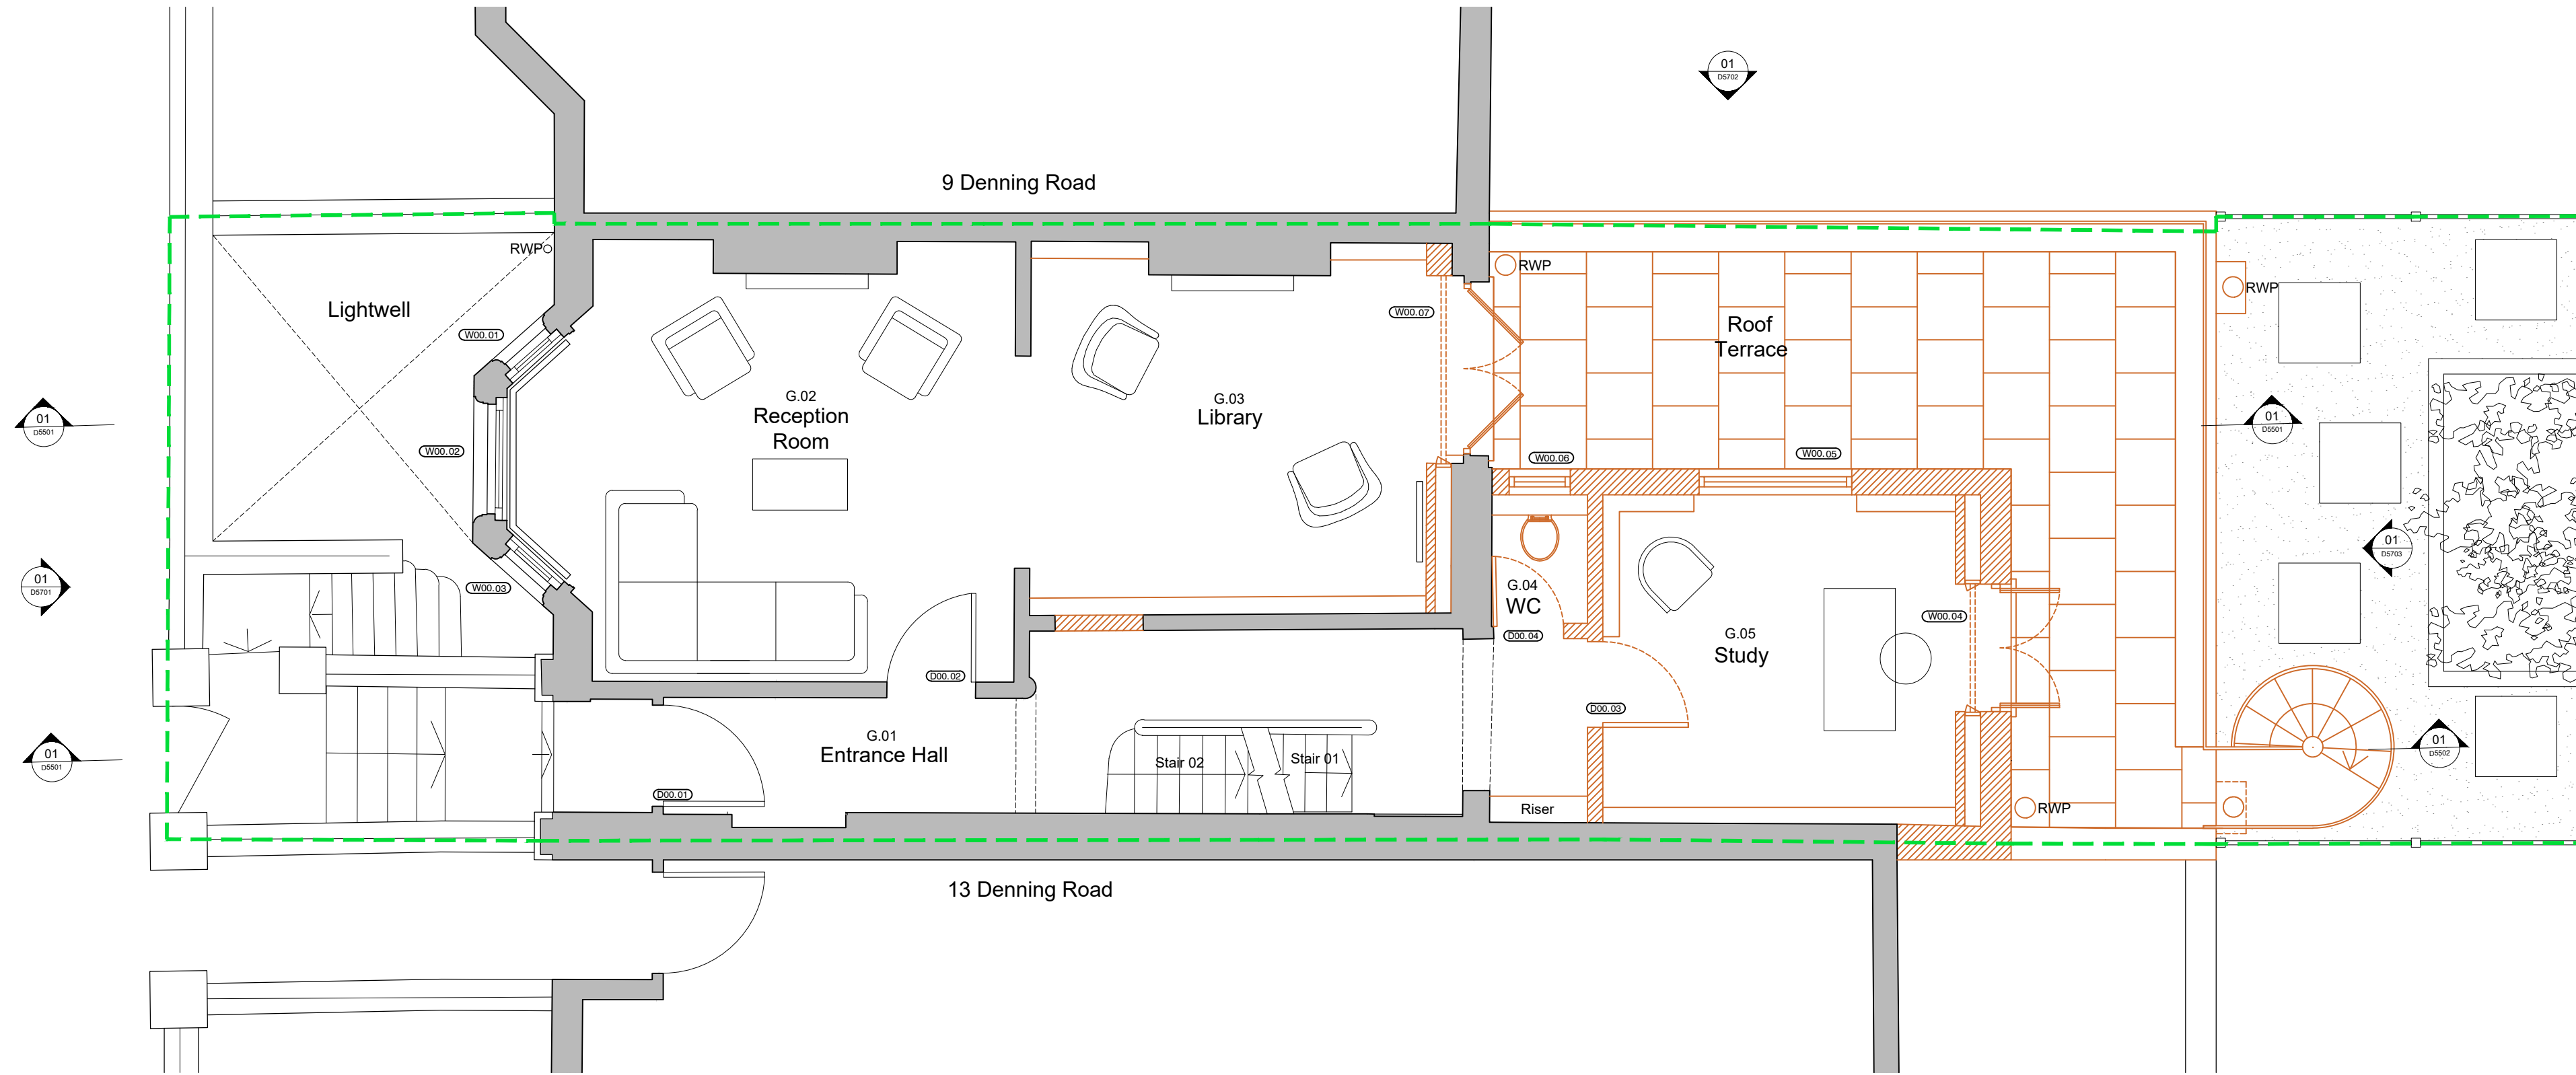 01
D5702
9 Denning Road
RWP
RWP
RWP
Lightwell
W00.01
W00.07
Roof
Terrace
G.02
Reception
Room
G.03
Library
01
D5501
01
D5501
W00.02
W00.06
W00.05
01
D5703
01
D5701
W00.03
G.04
WC
D00.04
W00.04
G.05
Study
D00.02
D00.03
G.01
Entrance Hall
01
D5501
Stair 02
Stair 01
01
D5502
D00.01
Riser
RWP
13 Denning Road